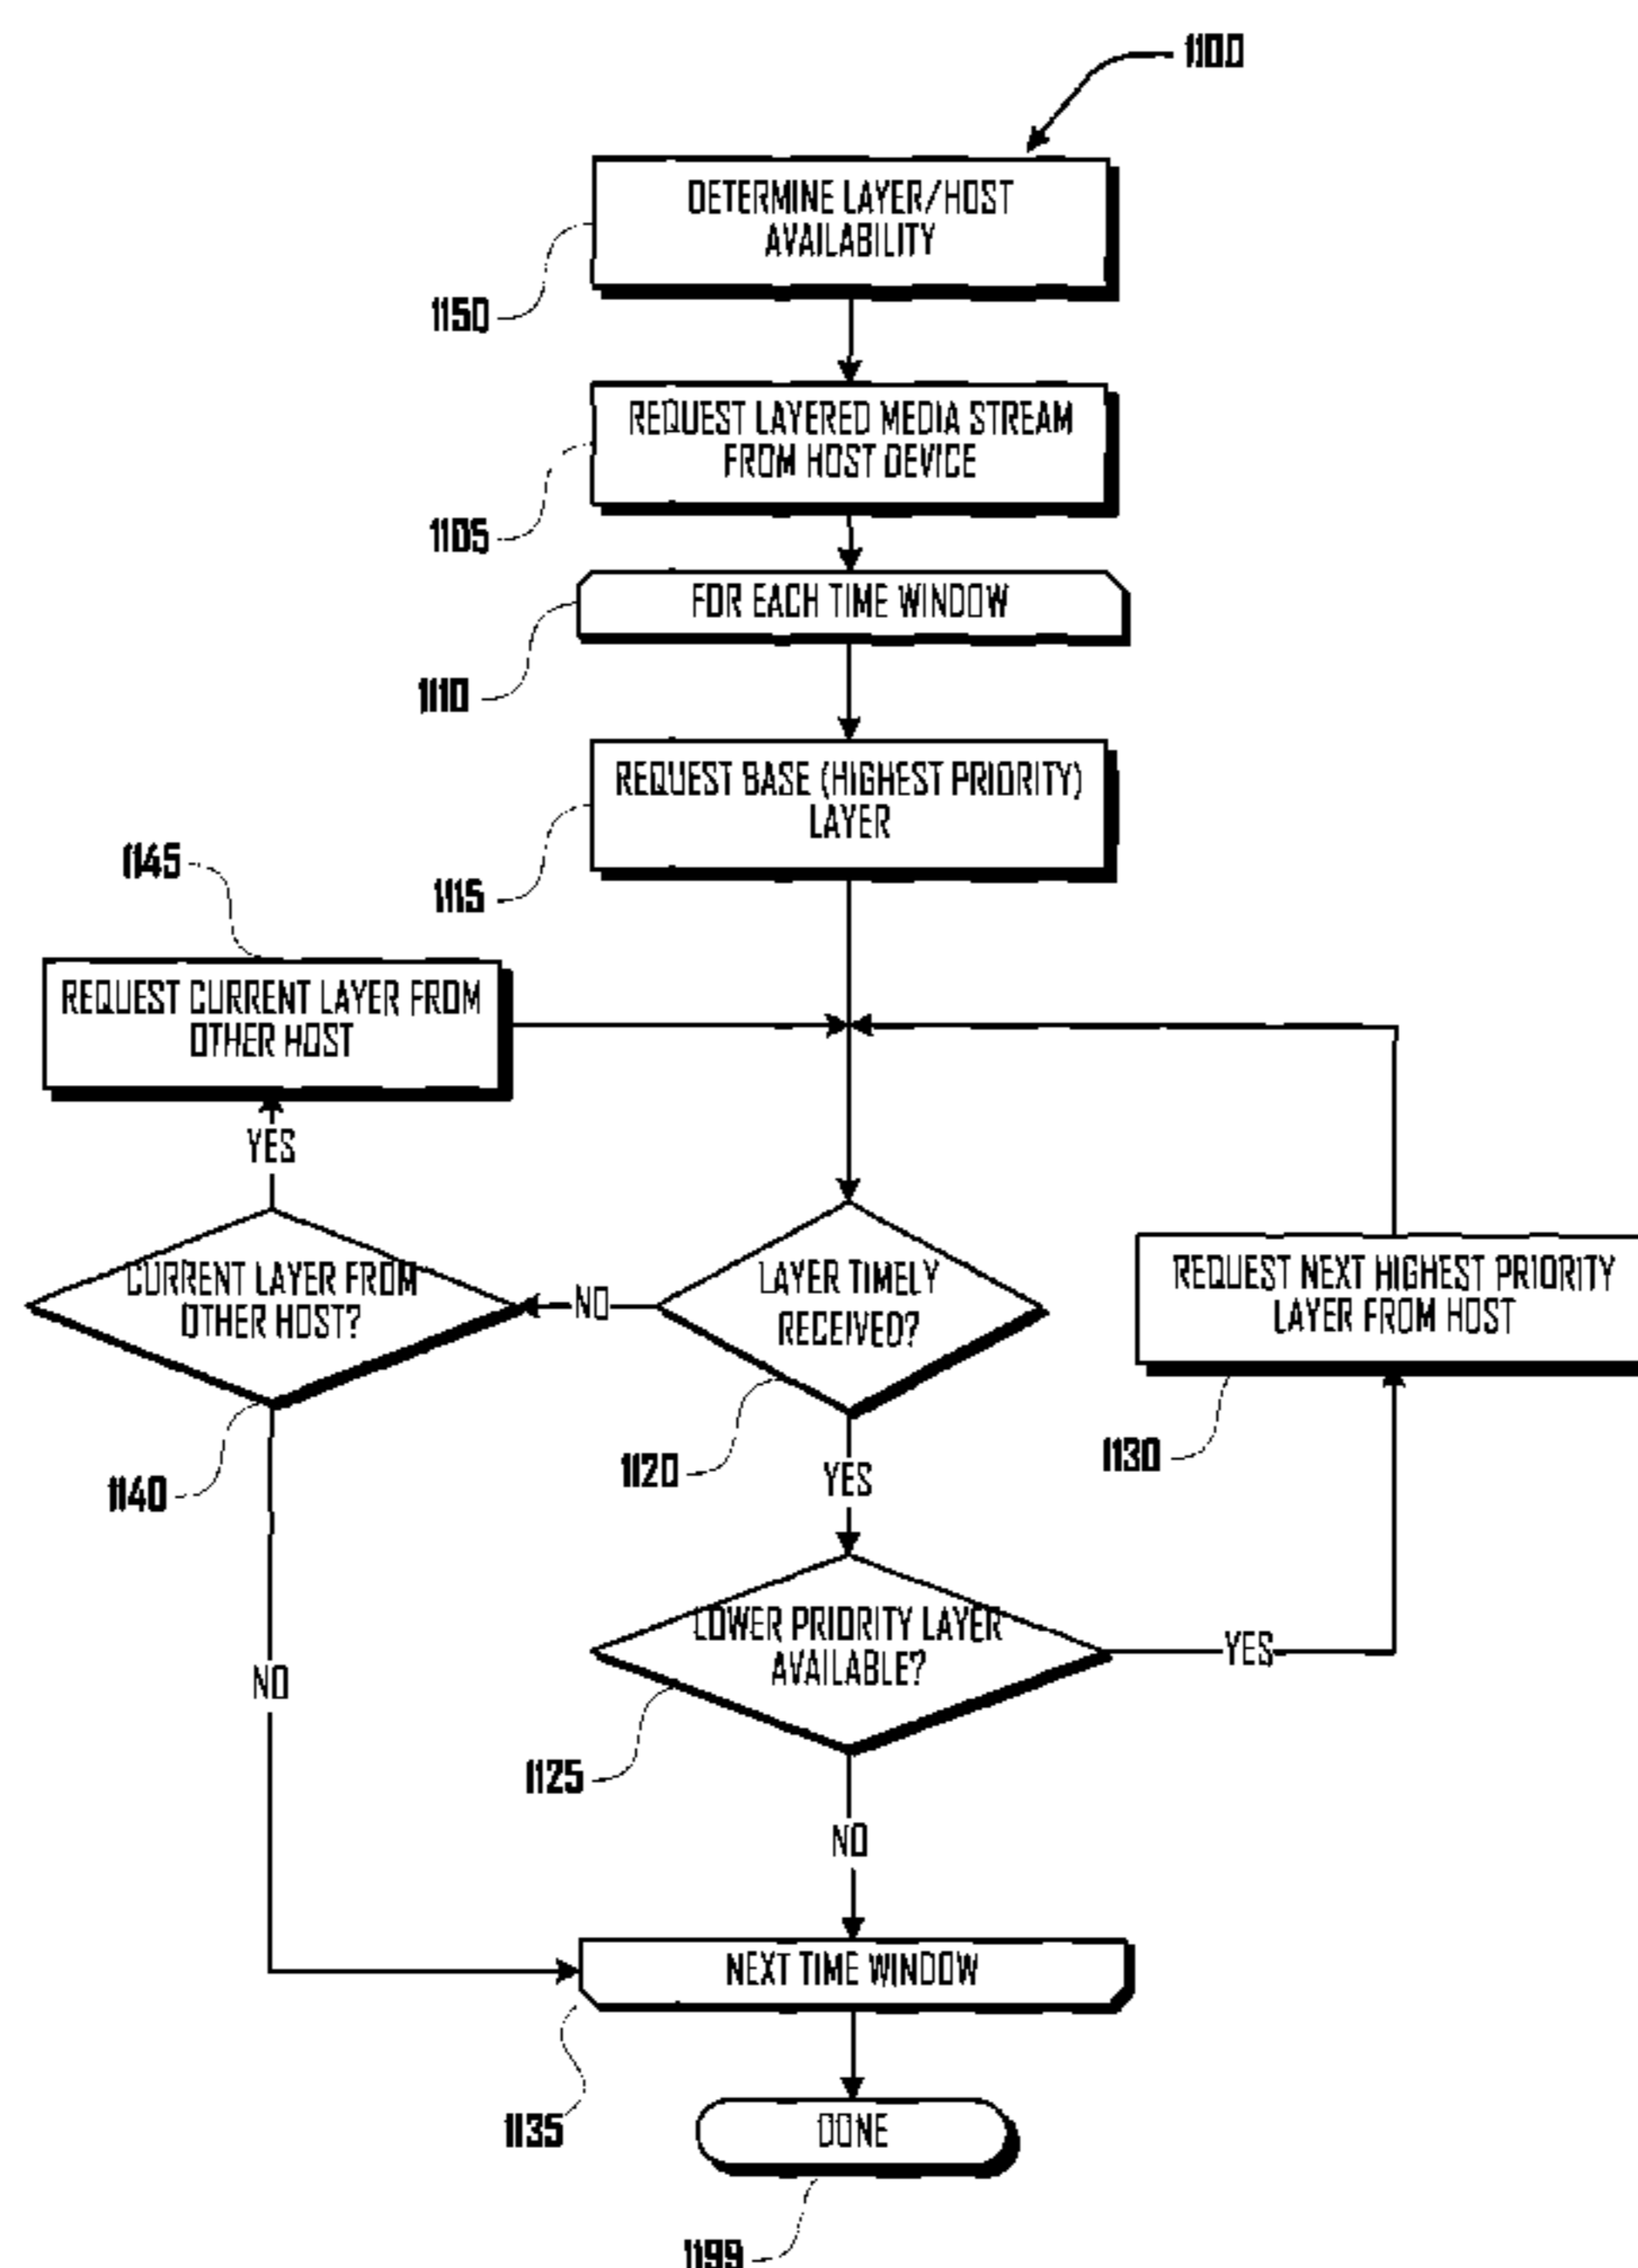 1100
DETERMINE LAYER/HOST
AVAILABILITY
1150
REQUEST LAYERED MEDIA STREAM
FROM HOST DEVICE
1105
FOR EACH TIME WINDOW
1110
REQUEST BASE (HIGHEST PRIORITY)
LAYER
1115
1145
REQUEST CURRENT LAYER FROM
OTHER HOST
YES
CURRENT LAYER FROM
OTHER HOST?
NO
LAYER TIMELY
RECEIVED?
REQUEST NEXT HIGHEST PRIORITY
LAYER FROM HOST
1140
1120
1130
YES
LOWER PRIORITY LAYER
AVAILABLE?
YES
NO
1125
NO
NEXT TIME WINDOW
1135
DONE
1199